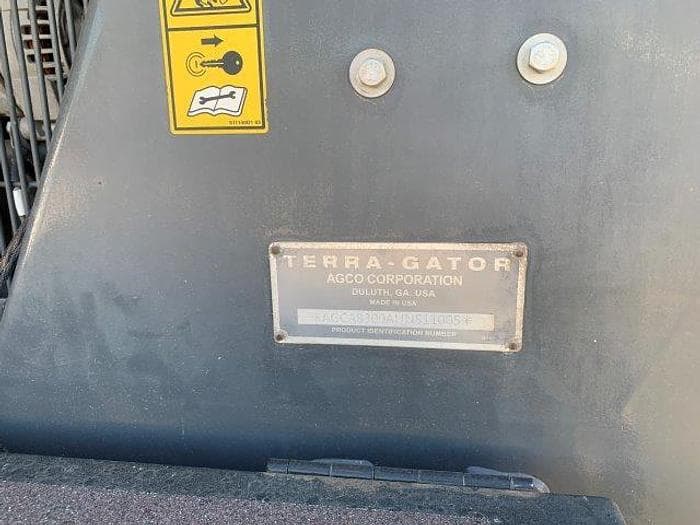 TERRA-GATOR
AGCO CORPORATION
DULUTH, GA. USA
MADE IN USA
PRODUCT IDENTIFICATION NUMBER